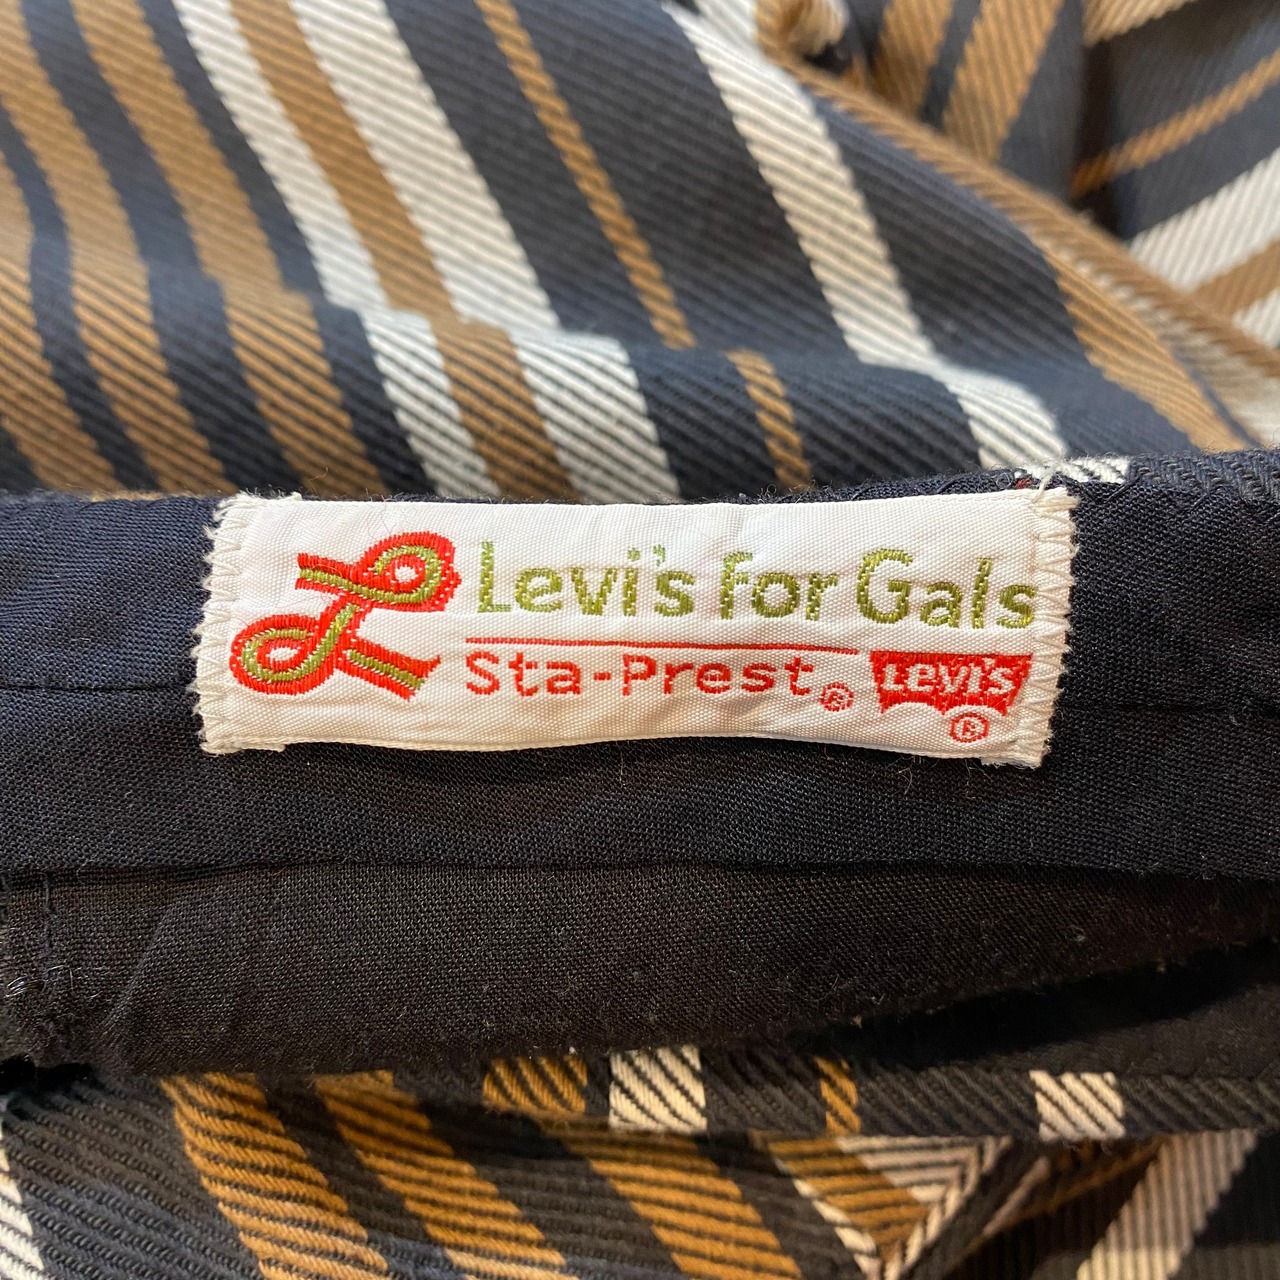 L Levi's For Gals
Sta-Prest®
Levi's
®